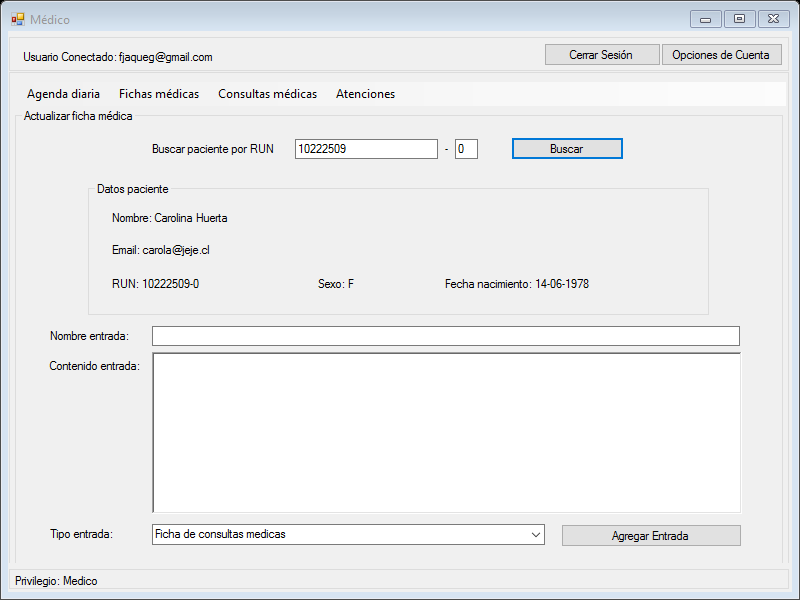 Médico
Usuario Conectado: fjaqueg@gmail.com
Cerrar Sesión
Opciones de Cuenta
Agenda diaria
Fichas médicas
Consultas médicas
Atenciones
Actualizar ficha médica
Buscar paciente por RUN
10222509
-
0
Buscar
Datos paciente
Nombre: Carolina Huerta
Email: carola@jeje.cl
RUN: 10222509-0
Sexo: F
Fecha nacimiento: 14-06-1978
Nombre entrada:
Contenido entrada:
Tipo entrada:
Ficha de consultas medicas
Agregar Entrada
Privilegio: Medico